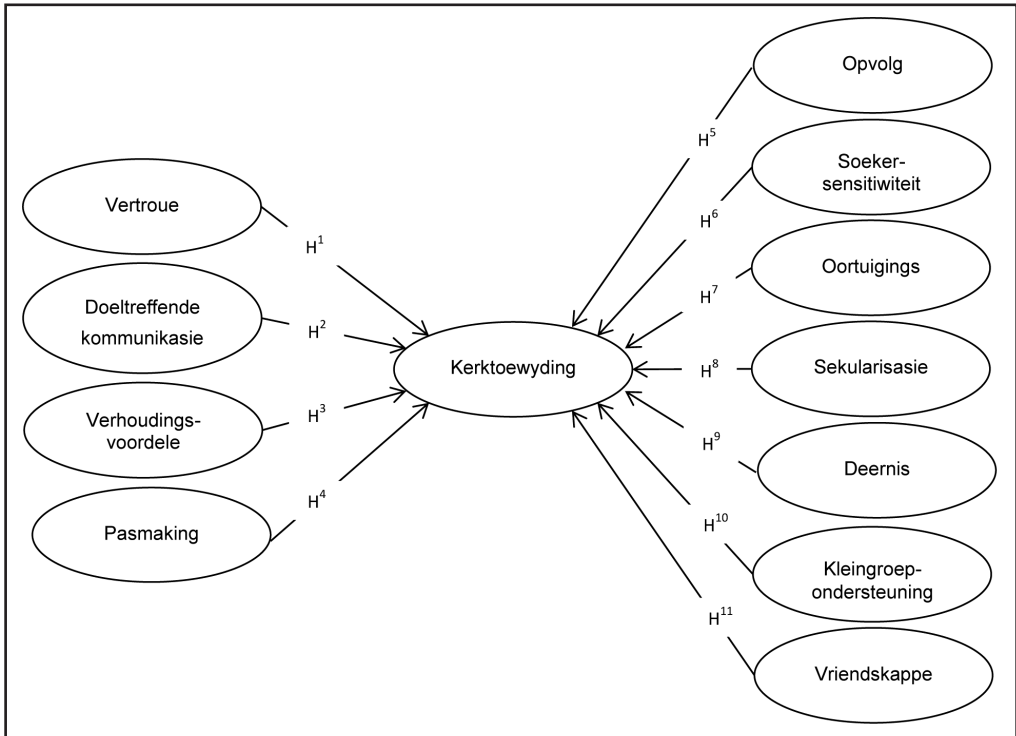 Vertroue
Doeltreffende
kommunikasie
Verhoudings-
voordele
Pasmaking
H¹
H²
H³
H⁴
Kerktoewyding
H⁵
H⁶
H⁷
H⁸
H⁹
H¹⁰
H¹¹
Opvolg
Soeker-
sensitiwiteit
Oortuigings
Sekularisasie
Deernis
Kleingroep-
ondersteuning
Vriendskappe